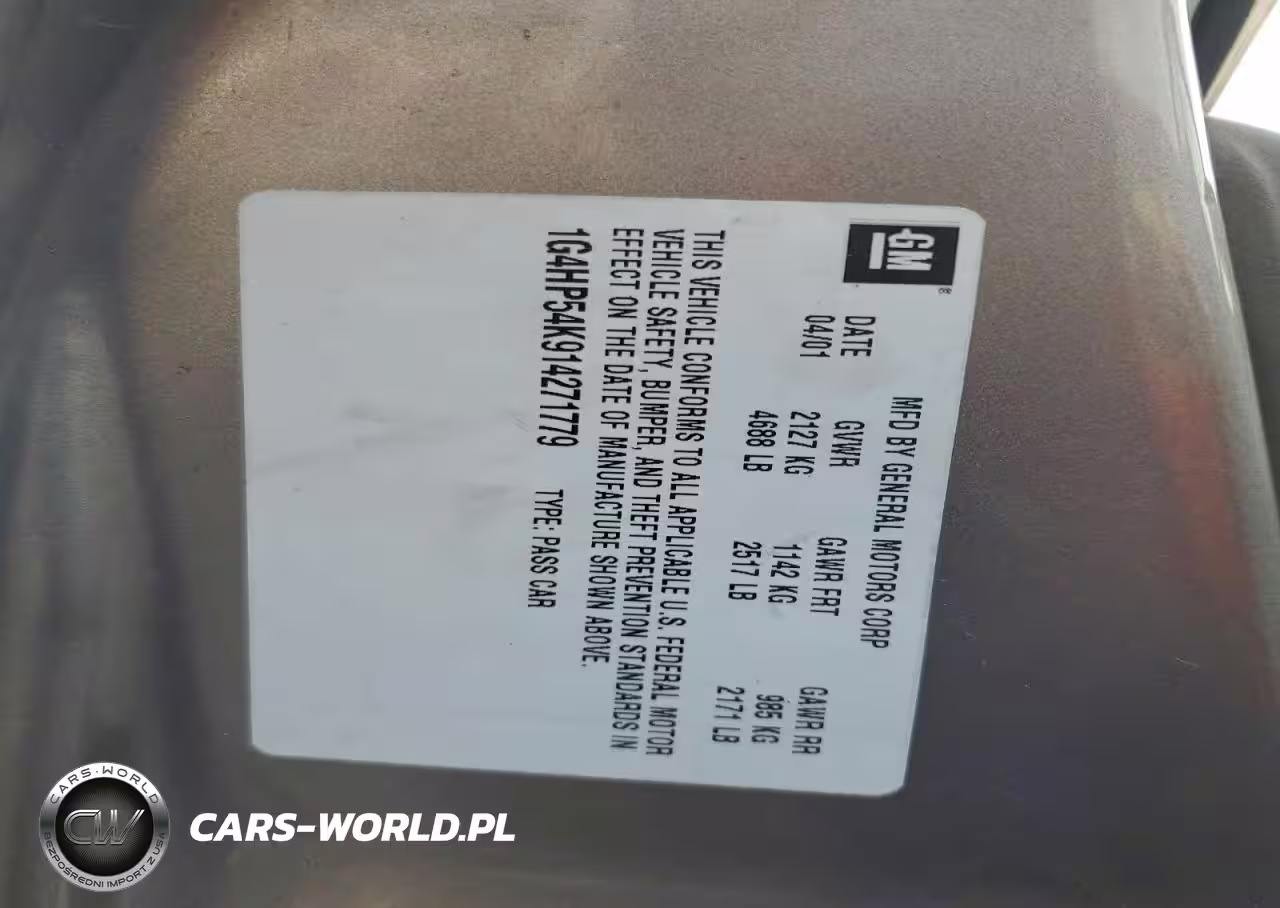 GM®
MFD BY GENERAL MOTORS CORP
DATE GVWR GAWR FRT GAWR RR
04/01 2127 KG 1142 KG 985 KG
4688 LB 2517 LB 2171 LB
THIS VEHICLE CONFORMS TO ALL APPLICABLE U.S. FEDERAL MOTOR
VEHICLE SAFETY, BUMPER, AND THEFT PREVENTION STANDARDS IN
EFFECT ON THE DATE OF MANUFACTURE SHOWN ABOVE.
1G4HP54K914271779 TYPE: PASS CAR
CARS-WORLD
CW
BEZPOŚREDNI IMPORT Z USA
CARS-WORLD.PL